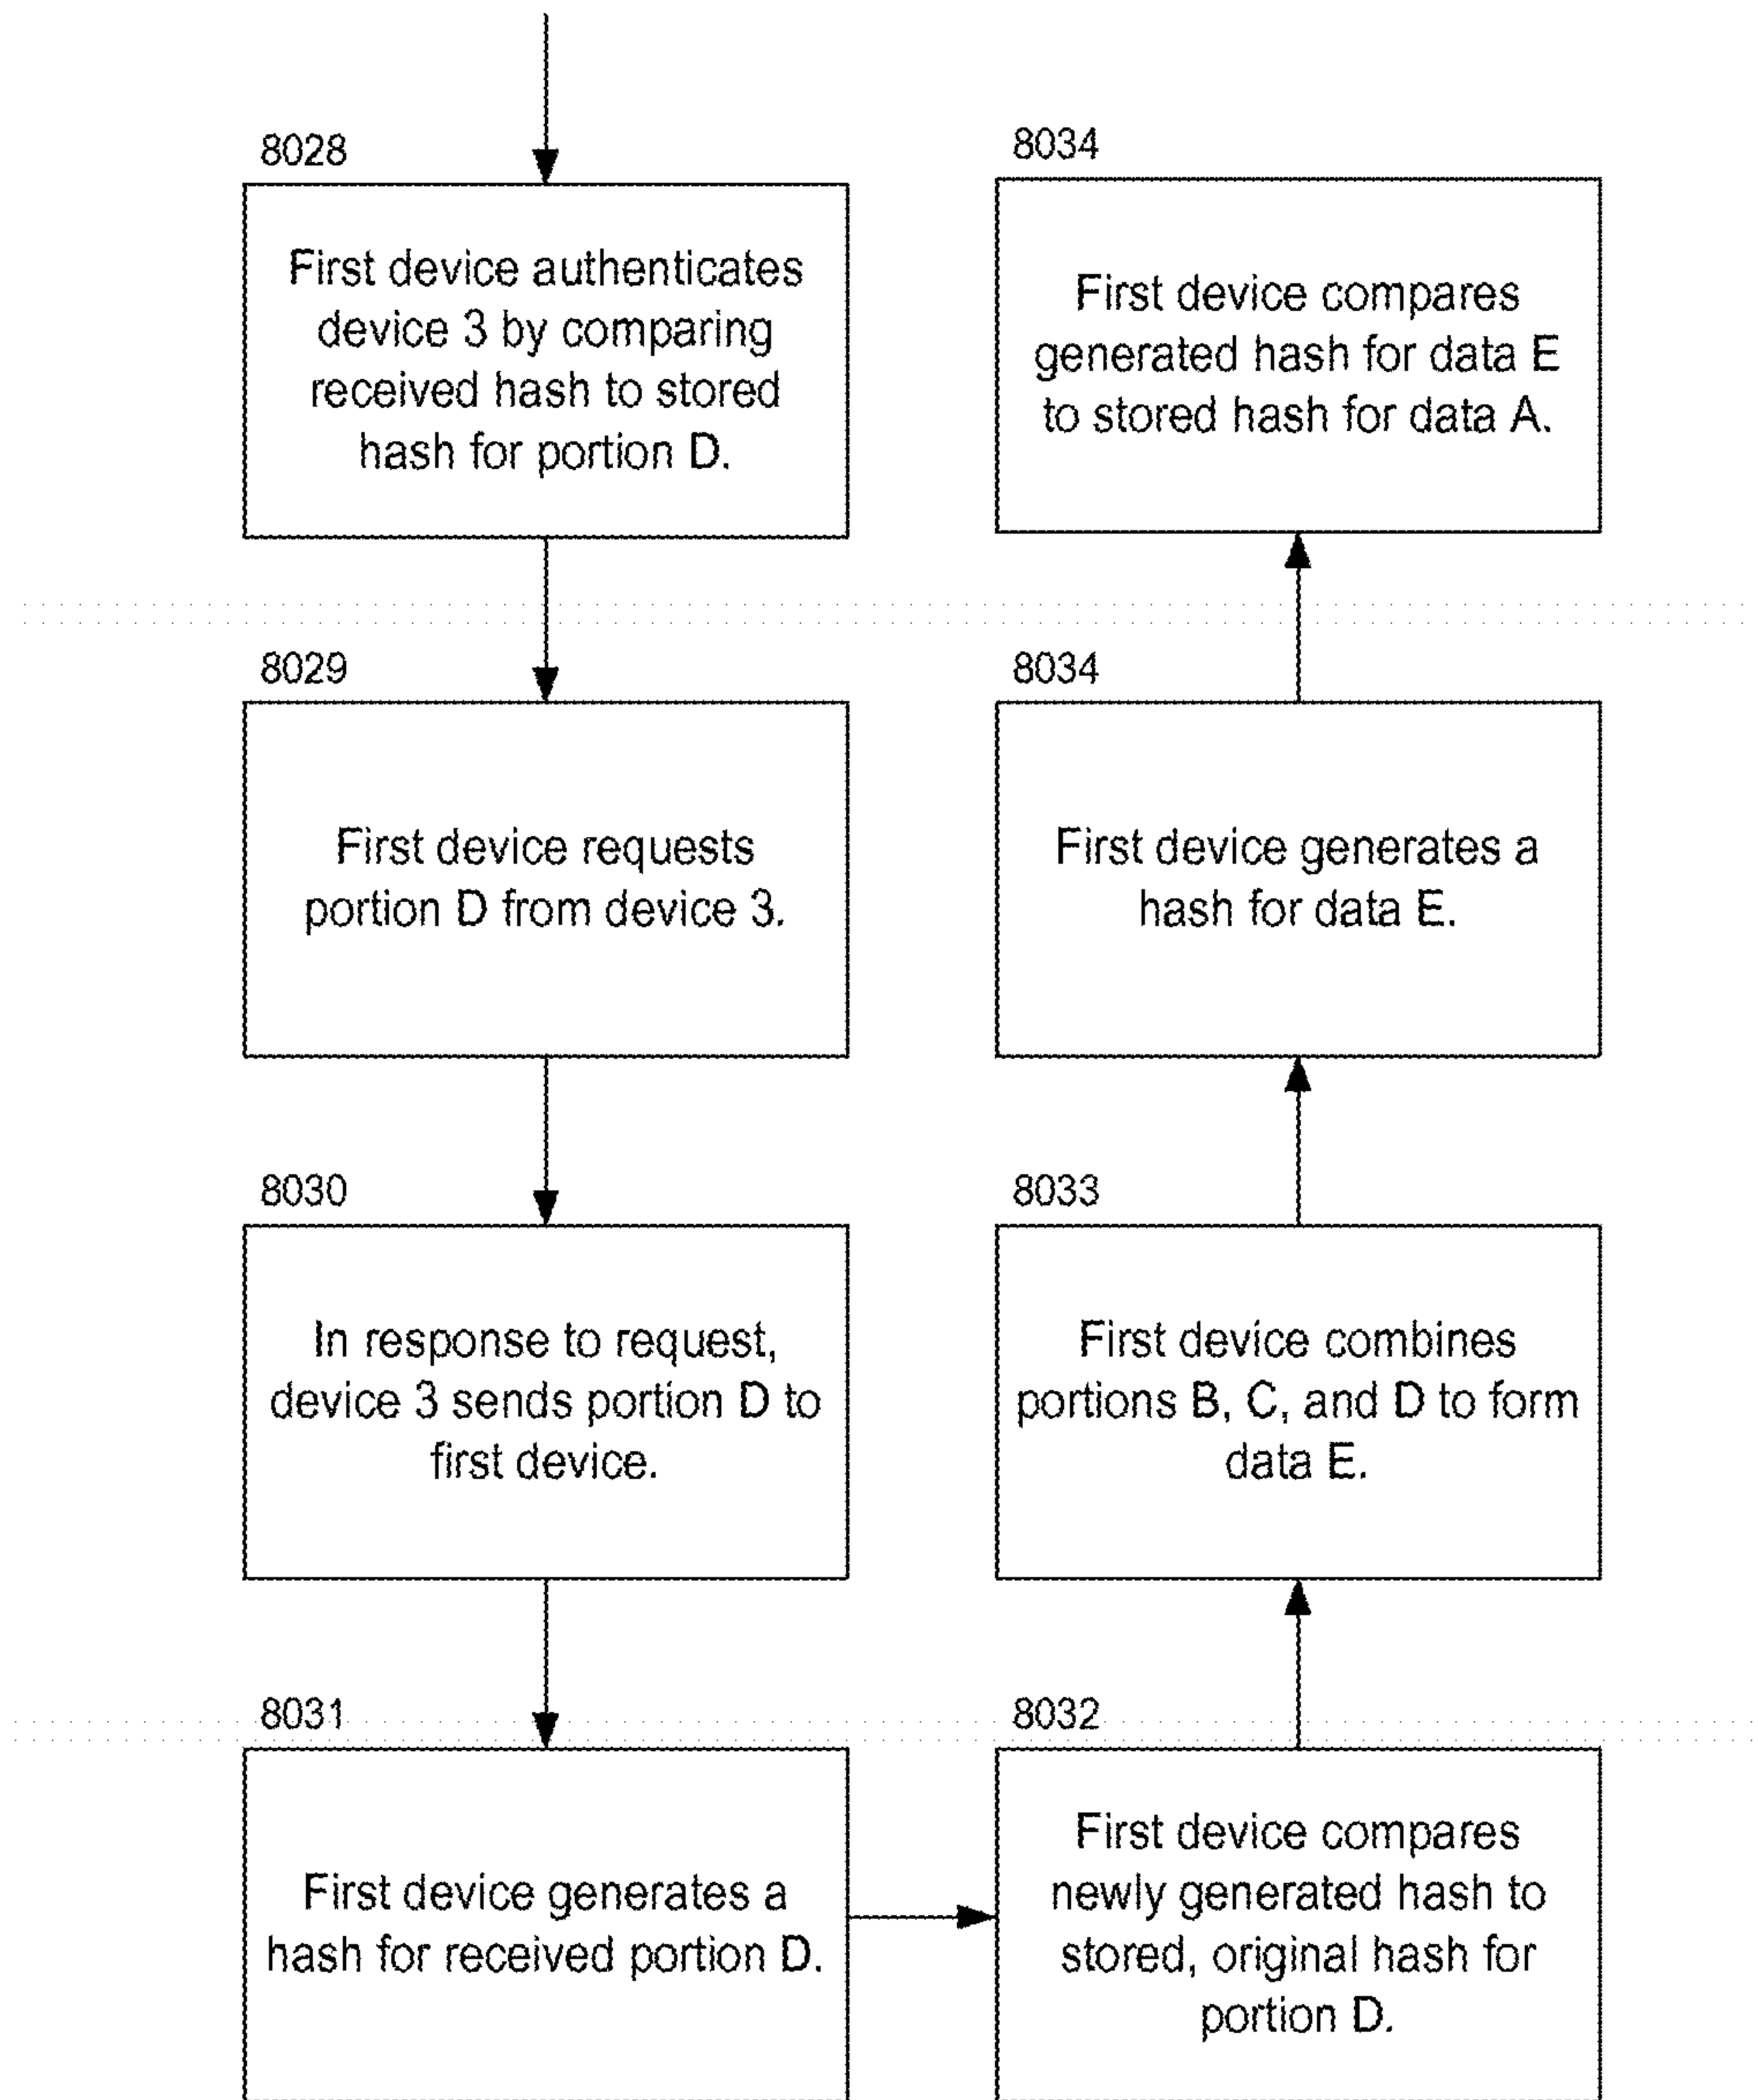 8028
First device authenticates
device 3 by comparing
received hash to stored
hash for portion D.
8029
First device requests
portion D from device 3.
8030
In response to request,
device 3 sends portion D to
first device.
8031
First device generates a
hash for received portion D.
8032
First device compares
newly generated hash to
stored, original hash for
portion D.
8033
First device combines
portions B, C, and D to form
data E.
8034
First device generates a
hash for data E.
8034
First device compares
generated hash for data E
to stored hash for data A.